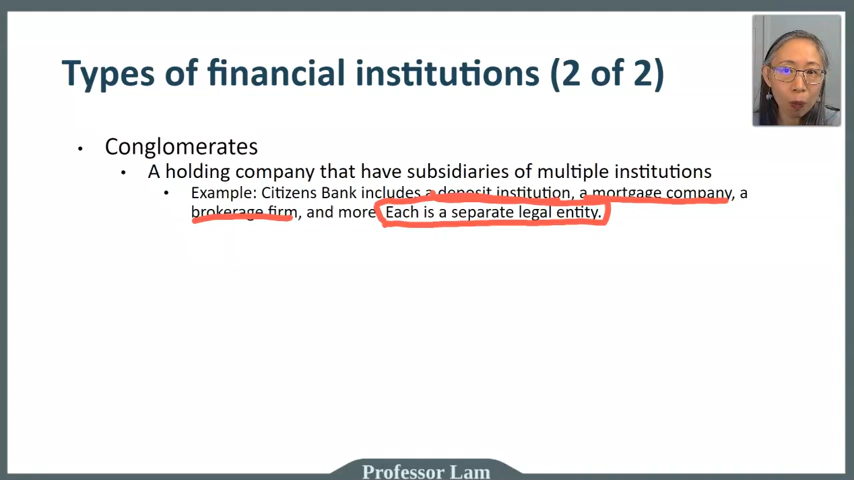 Types of financial institutions (2 of 2)
• Conglomerates
• A holding company that have subsidiaries of multiple institutions
• Example: Citizens Bank includes a deposit institution, a mortgage company, a
brokerage firm, and more. Each is a separate legal entity.
Professor Lam